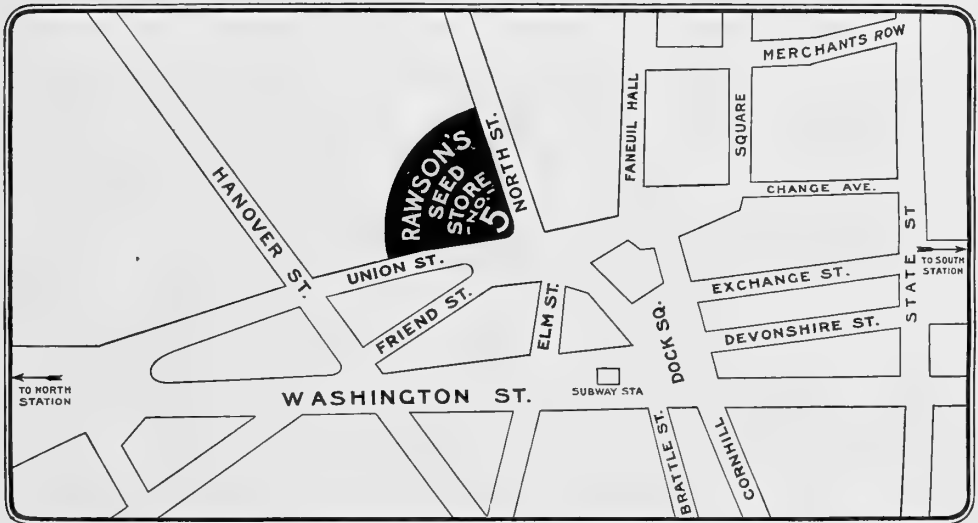 MERCHANTS ROW
FANEUIL HALL
SQUARE
NORTH ST.
HANOVER ST.
RAWSON'S
SEED
STORE
NO.
5
CHANGE AVE.
UNION ST.
STATE ST
TO SOUTH
STATION
EXCHANGE ST.
FRIEND ST.
ELM ST.
DOCK SQ.
DEVONSHIRE ST.
TO NORTH
STATION
WASHINGTON ST.
SUBWAY STA
BRATTLE ST.
CORNHILL